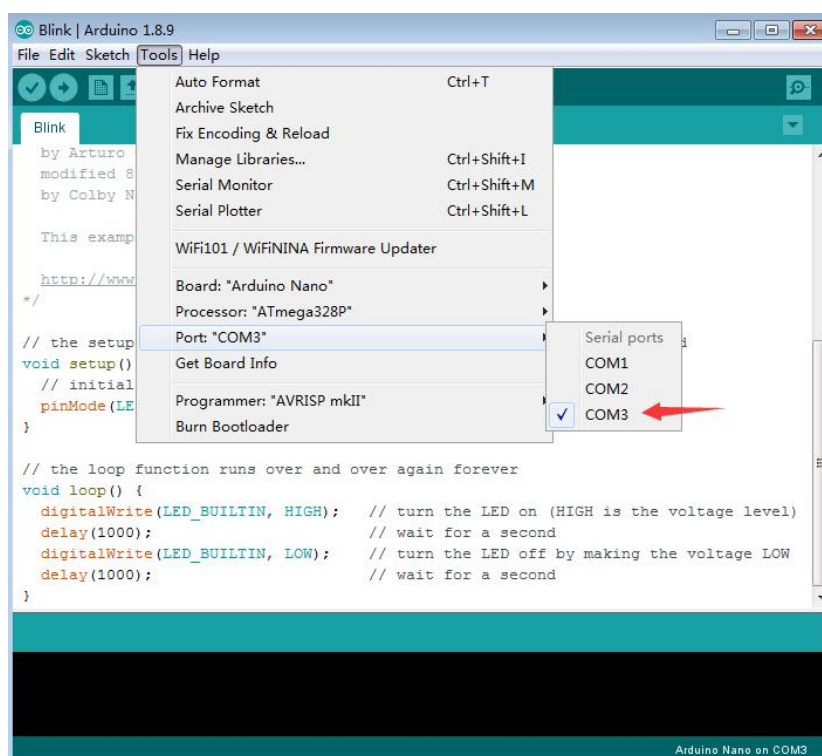 Blink | Arduino 1.8.9
File Edit Sketch Tools Help
Auto Format Ctrl+T
Archive Sketch
Fix Encoding & Reload
Manage Libraries... Ctrl+Shift+I
Serial Monitor Ctrl+Shift+M
Serial Plotter Ctrl+Shift+L
WiFi101 / WiFiNINA Firmware Updater
Board: "Arduino Nano"
Processor: "ATmega328P"
Port: "COM3"
Get Board Info
Programmer: "AVRISP mkII"
Burn Bootloader
Serial ports
COM1
COM2
COM3
Blink
by Arturo
modified 8
by Colby N
This examp
http://www
*/
// the setup
void setup()
// initial
pinMode(LE
}
// the loop function runs over and over again forever
void loop() {
digitalWrite(LED_BUILTIN, HIGH); // turn the LED on (HIGH is the voltage level)
delay(1000); // wait for a second
digitalWrite(LED_BUILTIN, LOW); // turn the LED off by making the voltage LOW
delay(1000); // wait for a second
}
Arduino Nano on COM3